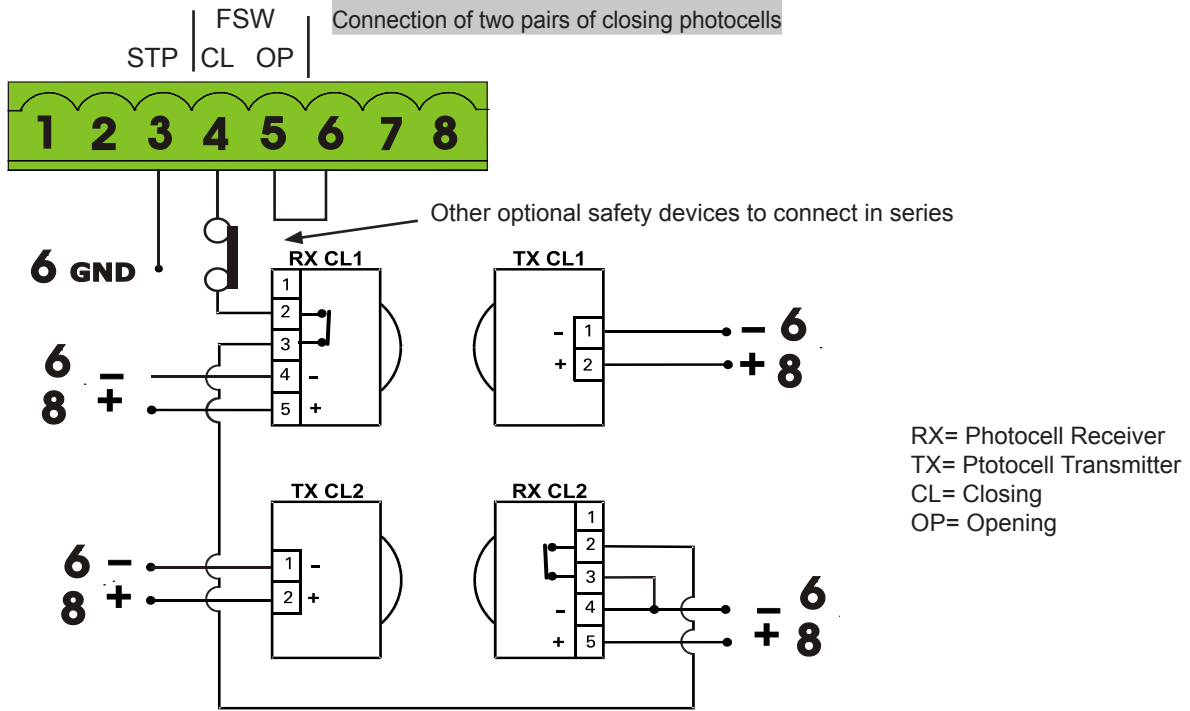 FSW
Connection of two pairs of closing photocells
STP CL OP
1 2 3 4 5 6 7 8
Other optional safety devices to connect in series
6 GND
RX CL1
1
2
3
4 -
5 +
6 -
8 +
TX CL1
- 1
+ 2
- 6
+ 8
RX= Photocell Receiver
TX= Ptotocell Transmitter
CL= Closing
OP= Opening
TX CL2
1 -
2 +
6 -
8 +
RX CL2
1
2
3
- 4
+ 5
- 6
+ 8